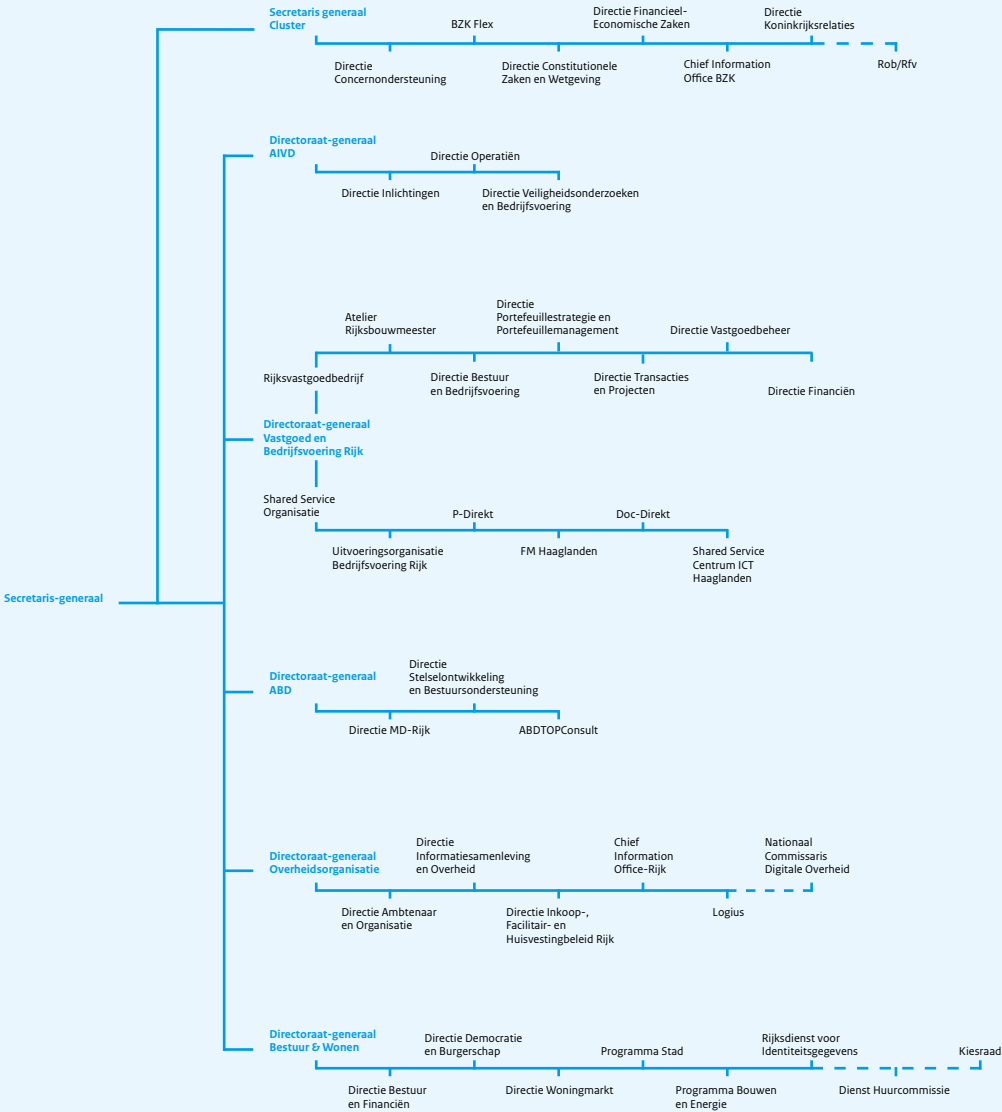 Secretaris generaal
Cluster
BZK Flex
Directie Financieel-
Economische Zaken
Directie
Koninkrijksrelaties
Directie
Concernondersteuning
Directie Constitutionele
Zaken en Wetgeving
Chief Information
Office BZK
Rob/Rfv
Directoraat-generaal
AIVD
Directie Operatiën
Directie Inlichtingen
Directie Veiligheidsonderzoeken
en Bedrijfsvoering
Atelier
Rijksbouwmeester
Directie
Portefeuillestrategie en
Portefeuillemanagement
Directie Vastgoedbeheer
Rijksvastgoedbedrijf
Directie Bestuur
en Bedrijfsvoering
Directie Transacties
en Projecten
Directie Financiën
Directoraat-generaal
Vastgoed en
Bedrijfsvoering Rijk
Shared Service
Organisatie
P-Direkt
Doc-Direkt
Uitvoeringsorganisatie
Bedrijfsvoering Rijk
FM Haaglanden
Shared Service
Centrum ICT
Haaglanden
Secretaris-generaal
Directoraat-generaal
ABD
Directie
Stelselontwikkeling
en Bestuursondersteuning
Directie MD-Rijk
ABDTOPConsult
Directoraat-generaal
Overheidsorganisatie
Directie
Informatiesamenleving
en Overheid
Chief
Information
Office-Rijk
Nationaal
Commissaris
Digitale Overheid
Directie Ambtenaar
en Organisatie
Directie Inkoop-,
Facilitair- en
Huisvestingbeleid Rijk
Logius
Directoraat-generaal
Bestuur & Wonen
Directie Democratie
en Burgerschap
Programma Stad
Rijksdienst voor
Identiteitsgegevens
Kiesraad
Directie Bestuur
en Financiën
Directie Woningmarkt
Programma Bouwen
en Energie
Dienst Huurcommissie